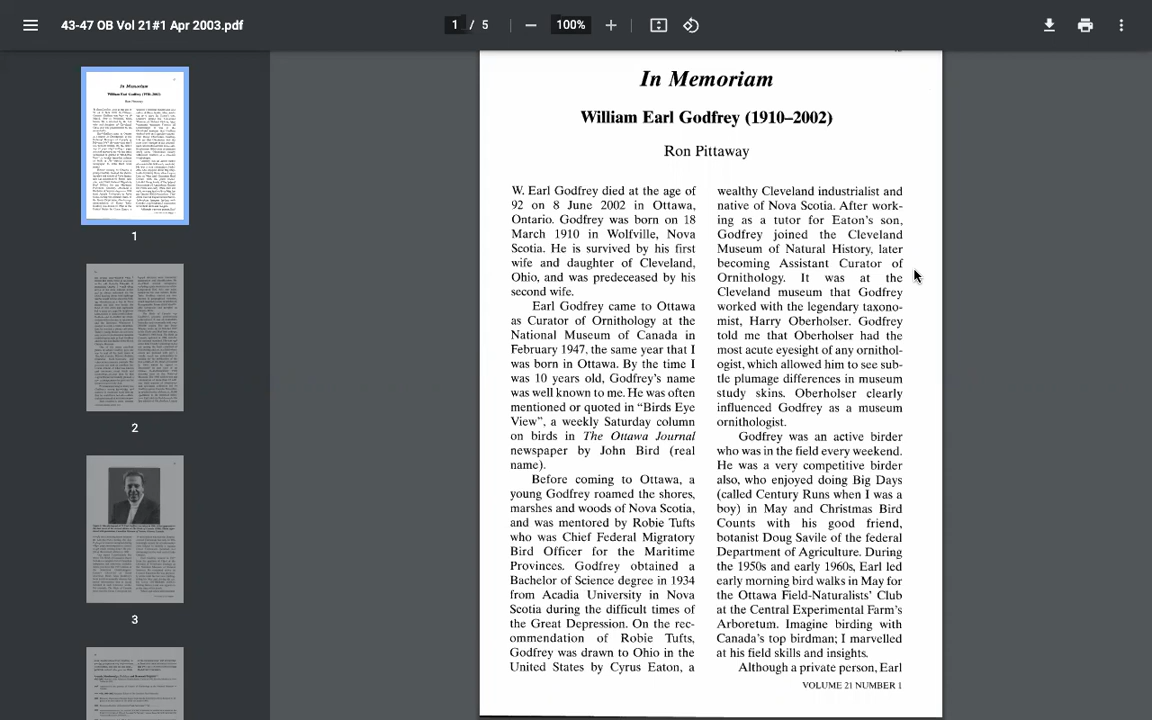 43-47 OB Vol 21#1 Apr 2003.pdf
1 / 5
100%
1
2
3
In Memoriam
William Earl Godfrey (1910–2002)
Ron Pittaway
W. Earl Godfrey died at the age of
92 on 8 June 2002 in Ottawa,
Ontario. Godfrey was born on 18
March 1910 in Wolfville, Nova
Scotia. He is survived by his first
wife and daughter of Cleveland,
Ohio, and was predeceased by his
second wife.
Earl Godfrey came to Ottawa
as Curator of Ornithology at the
National Museum of Canada in
February 1947, the same year that I
was born in Ottawa. By the time I
was 10 years old, Godfrey's name
was well known to me. He was often
mentioned or quoted in “Birds Eye
View”, a weekly Saturday column
on birds in The Ottawa Journal
newspaper by John Bird (real
name).
Before coming to Ottawa, a
young Godfrey roamed the shores,
marshes and woods of Nova Scotia,
and was mentored by Robie Tufts
who was Chief Federal Migratory
Bird Officer for the Maritime
Provinces. Godfrey obtained a
Bachelor of Science degree in 1934
from Acadia University in Nova
Scotia during the difficult times of
the Great Depression. On the rec-
ommendation of Robie Tufts,
Godfrey was drawn to Ohio in the
United States by Cyrus Eaton, a
wealthy Cleveland industrialist and
native of Nova Scotia. After work-
ing as a tutor for Eaton's son,
Godfrey joined the Cleveland
Museum of Natural History, later
becoming Assistant Curator of
Ornithology. It was at the
Cleveland museum that Godfrey
worked with the legendary taxono-
mist, Harry Oberholser. Godfrey
told me that Oberholser had the
most acute eyesight of any ornithol-
ogist, which allowed him to see sub-
tle plumage differences in museum
study skins. Oberholser clearly
influenced Godfrey as a museum
ornithologist.
Godfrey was an active birder
who was in the field every weekend.
He was a very competitive birder
also, who enjoyed doing Big Days
(called Century Runs when I was a
boy) in May and Christmas Bird
Counts with his good friend,
botanist Doug Savile of the federal
Department of Agriculture. During
the 1950s and early 1960s, Earl led
early morning bird walks in May for
the Ottawa Field-Naturalists' Club
at the Central Experimental Farm's
Arboretum. Imagine birding with
Canada's top birdman; I marvelled
at his field skills and insights.
Although a private person, Earl
VOLUME 21 NUMBER 1